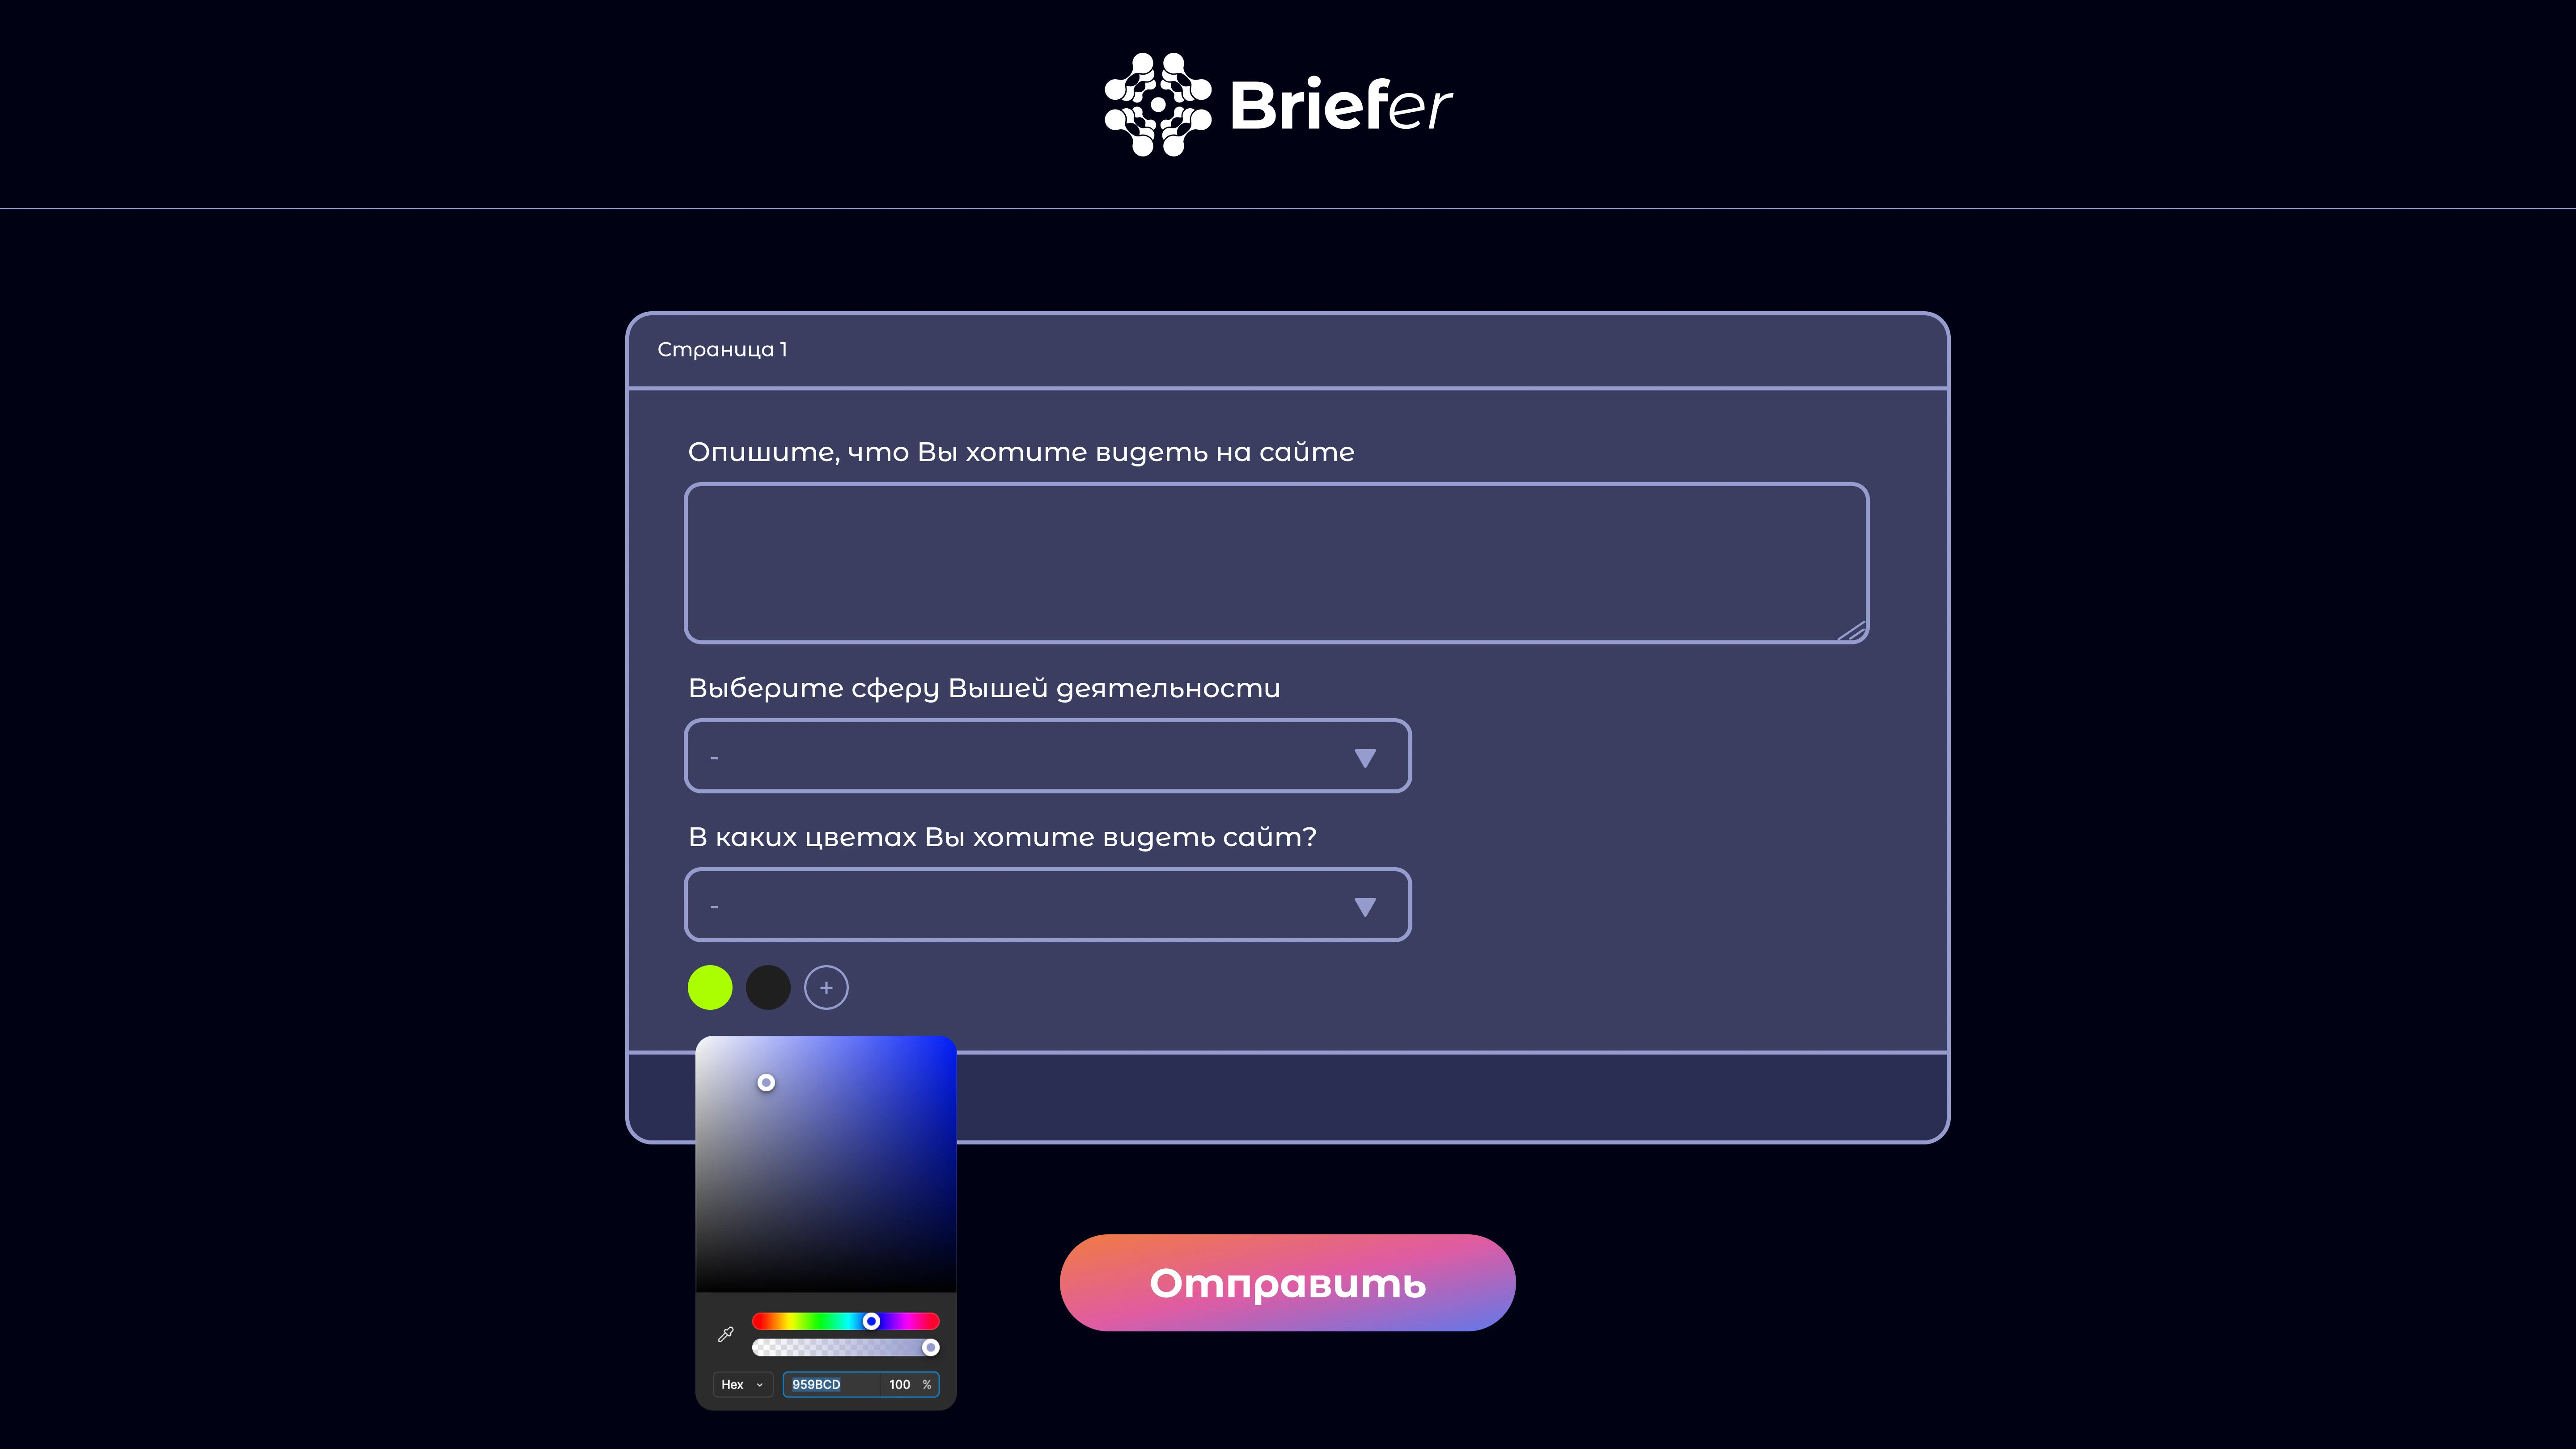 Briefer
Страница 1
Опишите, что Вы хотите видеть на сайте
Выберите сферу Вышей деятельности
-
В каких цветах Вы хотите видеть сайт?
-
+
Hex 959BCD 100 %
Отправить